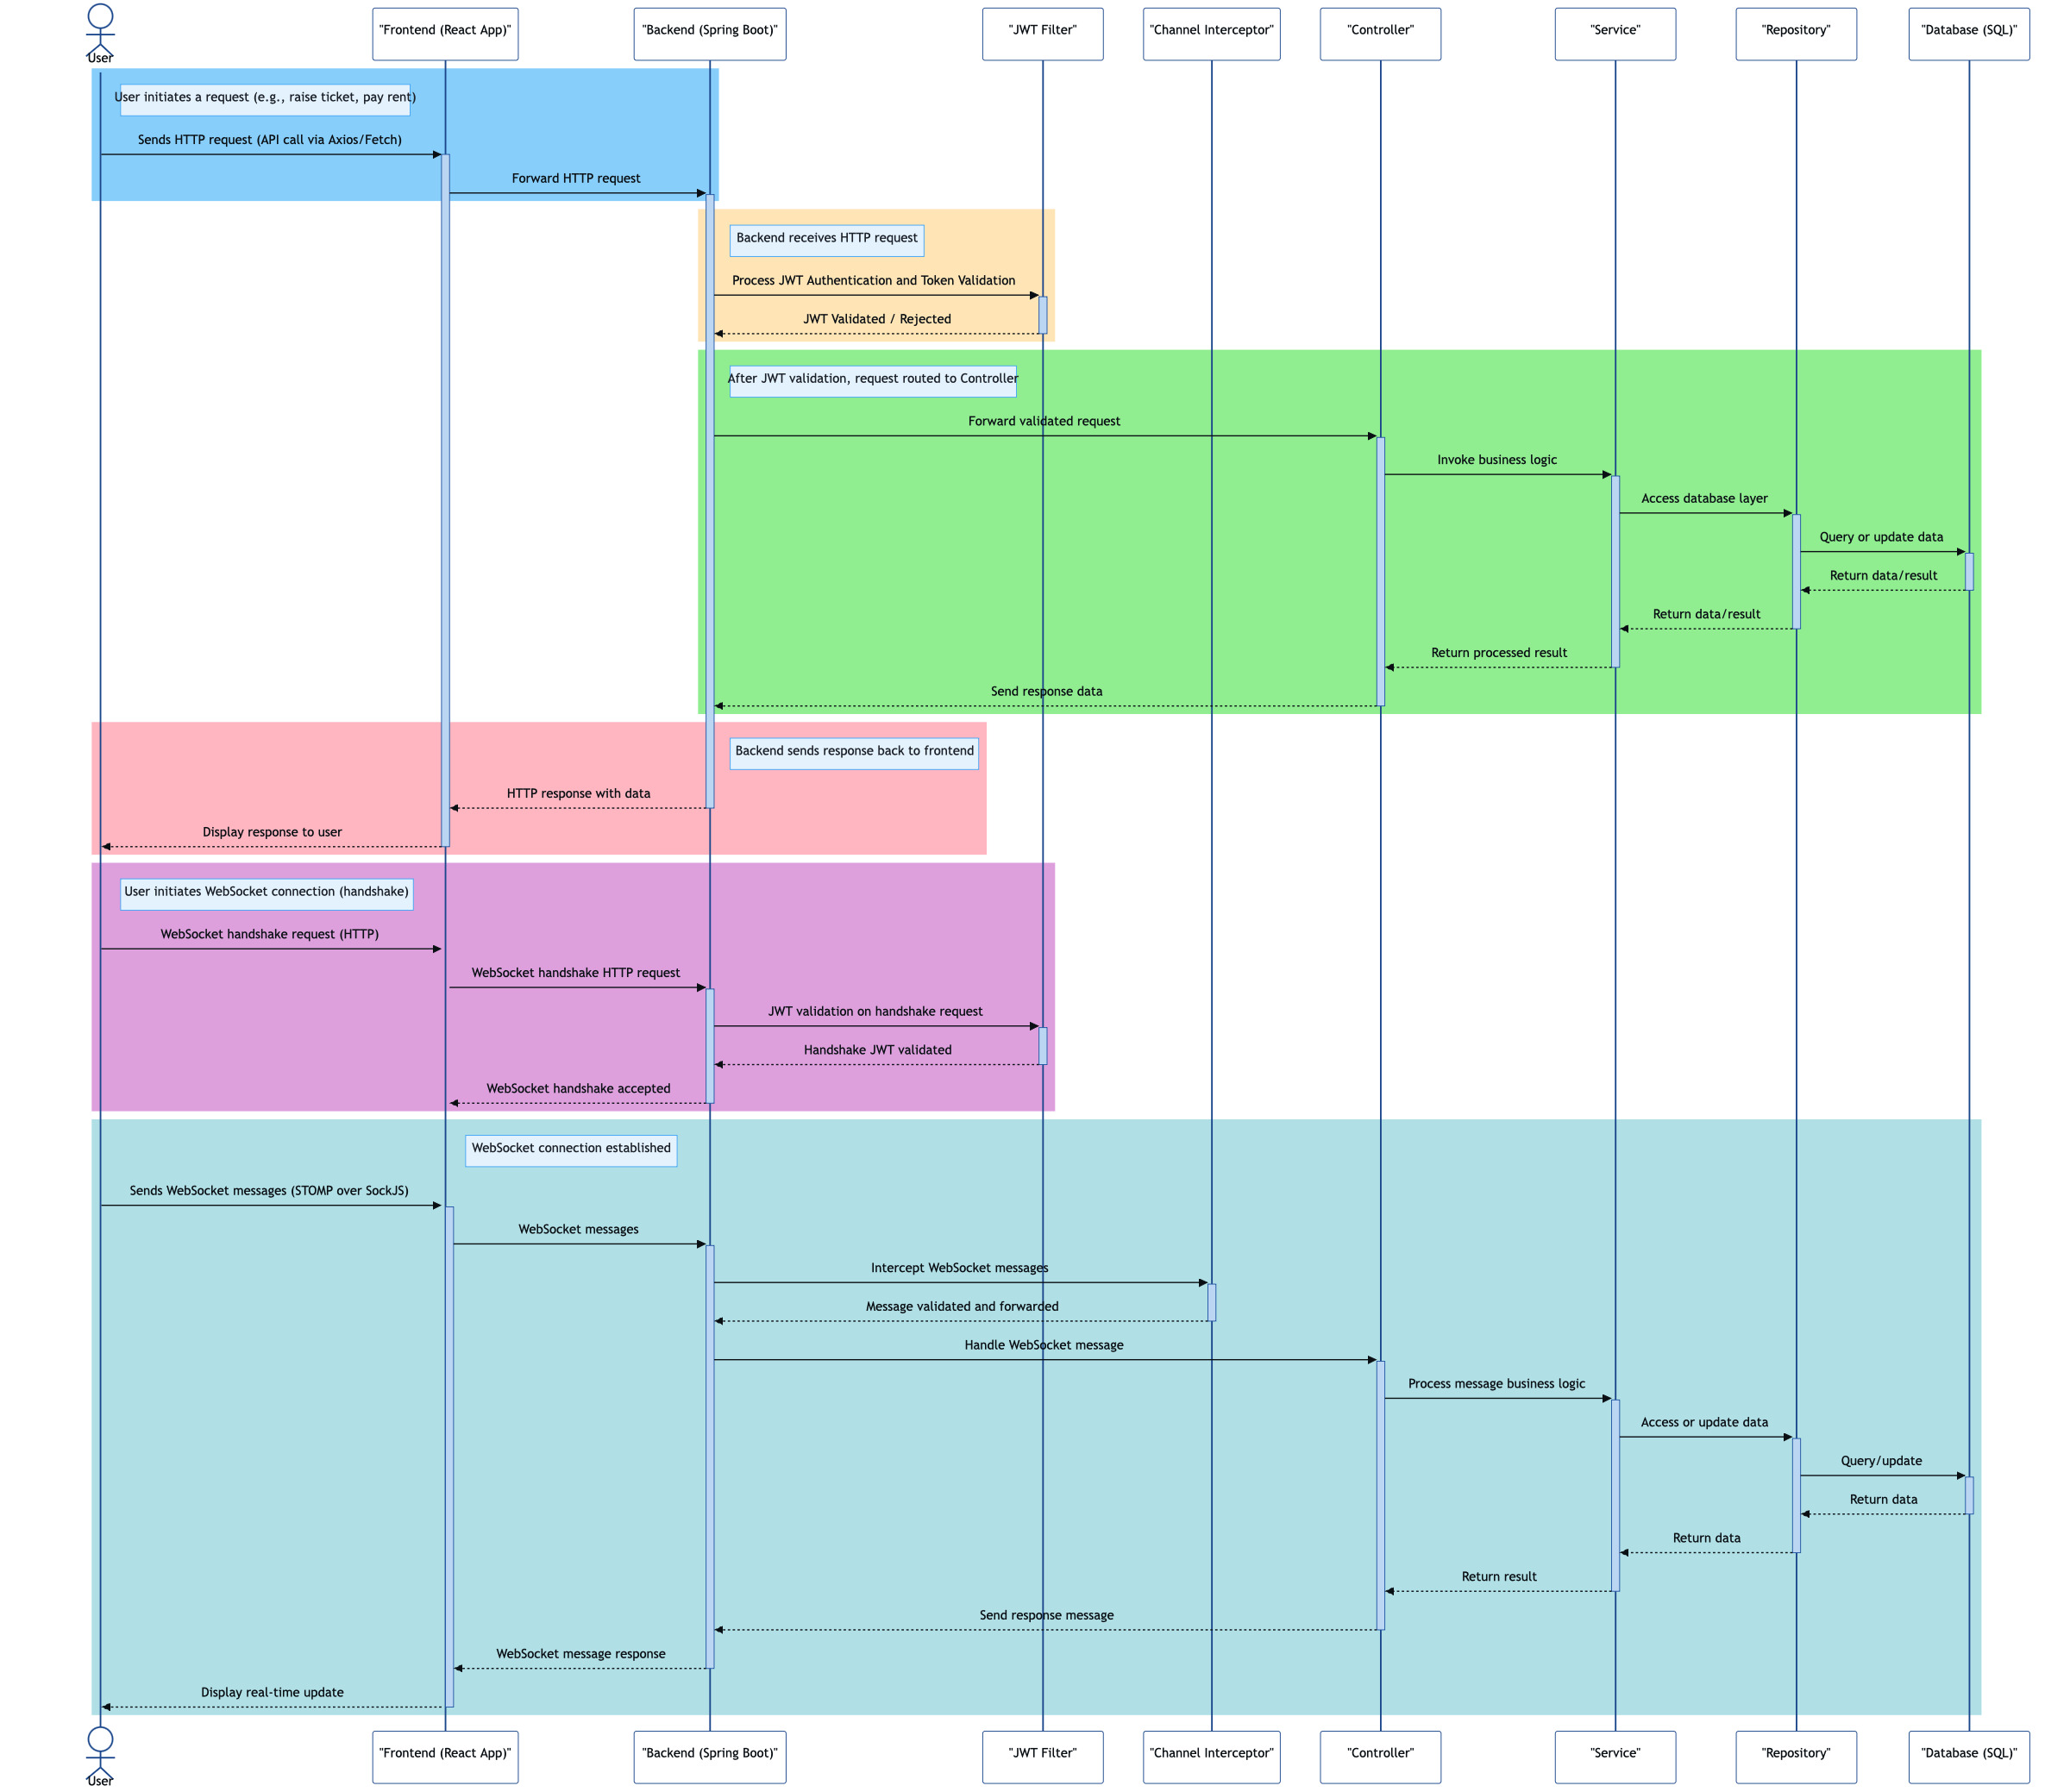 User
"Frontend (React App)"
"Backend (Spring Boot)"
"JWT Filter"
"Channel Interceptor"
"Controller"
"Service"
"Repository"
"Database (SQL)"
User initiates a request (e.g., raise ticket, pay rent)
Sends HTTP request (API call via Axios/Fetch)
Forward HTTP request
Backend receives HTTP request
Process JWT Authentication and Token Validation
JWT Validated / Rejected
After JWT validation, request routed to Controller
Forward validated request
Invoke business logic
Access database layer
Query or update data
Return data/result
Return data/result
Return processed result
Send response data
Backend sends response back to frontend
HTTP response with data
Display response to user
User initiates WebSocket connection (handshake)
WebSocket handshake request (HTTP)
WebSocket handshake HTTP request
JWT validation on handshake request
Handshake JWT validated
WebSocket handshake accepted
WebSocket connection established
Sends WebSocket messages (STOMP over SockJS)
WebSocket messages
Intercept WebSocket messages
Message validated and forwarded
Handle WebSocket message
Process message business logic
Access or update data
Query/update
Return data
Return data
Return result
Send response message
WebSocket message response
Display real-time update
User
"Frontend (React App)"
"Backend (Spring Boot)"
"JWT Filter"
"Channel Interceptor"
"Controller"
"Service"
"Repository"
"Database (SQL)"